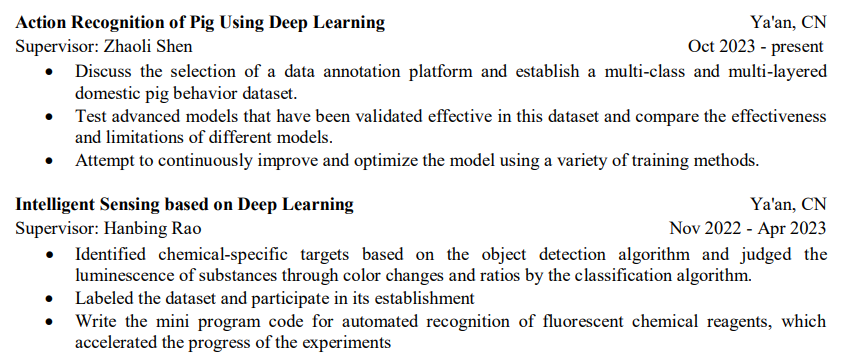 Action Recognition of Pig Using Deep Learning Ya'an, CN
Supervisor: Zhaoli Shen Oct 2023 - present
• Discuss the selection of a data annotation platform and establish a multi-class and multi-layered
domestic pig behavior dataset.
• Test advanced models that have been validated effective in this dataset and compare the effectiveness
and limitations of different models.
• Attempt to continuously improve and optimize the model using a variety of training methods.
Intelligent Sensing based on Deep Learning Ya'an, CN
Supervisor: Hanbing Rao Nov 2022 - Apr 2023
• Identified chemical-specific targets based on the object detection algorithm and judged the
luminescence of substances through color changes and ratios by the classification algorithm.
• Labeled the dataset and participate in its establishment
• Write the mini program code for automated recognition of fluorescent chemical reagents, which
accelerated the progress of the experiments